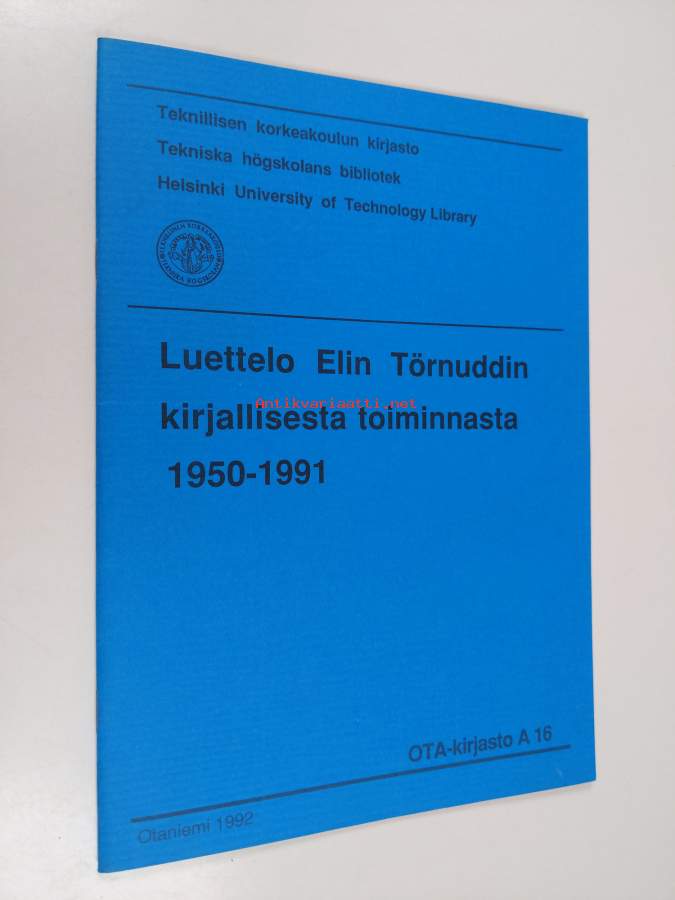 Teknillisen korkeakoulun kirjasto
Tekniska högskolans bibliotek
Helsinki University of Technology Library
Luettelo Elin Törnuddin
Antikvariaatti.net
kirjallisesta toiminnasta
1950-1991
OTA-kirjasto A 16
Otaniemi 1992